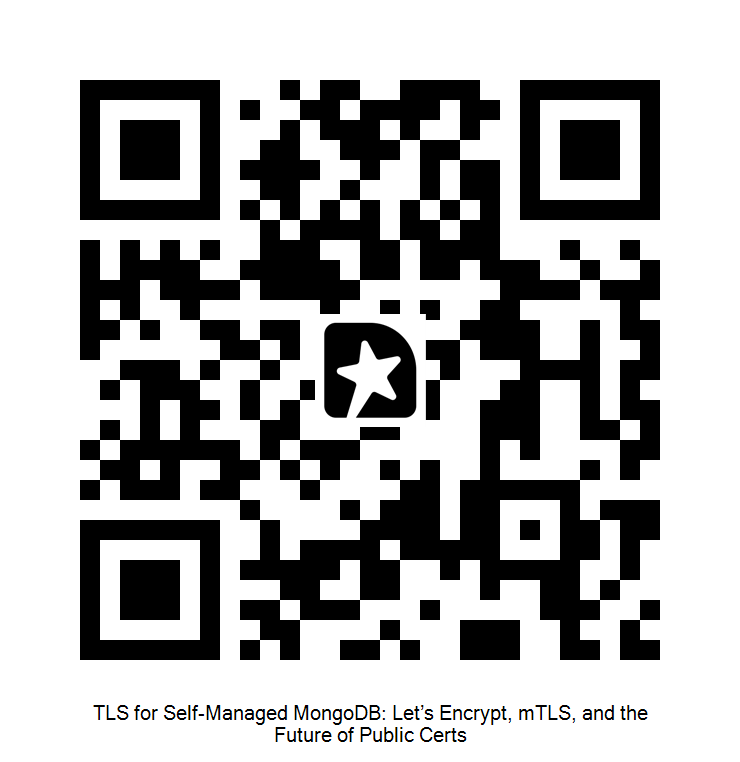 TLS for Self-Managed MongoDB: Let’s Encrypt, mTLS, and the
Future of Public Certs